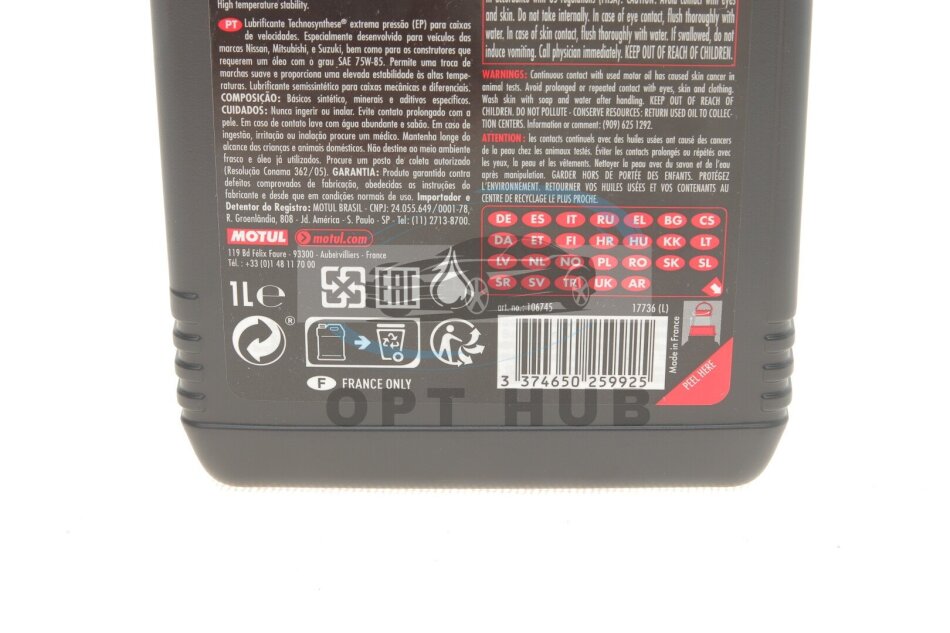 High temperature stability.
PT Lubrificante Technosynthese® extrema pressão (EP) para caixas
de velocidades. Especialmente desenvolvido para veículos das
marcas Nissan, Mitsubishi, e Suzuki, bem como para os construtores que
requerem um óleo com o grau SAE 75W-85. Permite uma troca de
marchas suave e proporciona uma elevada estabilidade às altas tempe-
raturas. Lubrificante semissintético para caixas mecânicas e diferenciais.
COMPOSIÇÃO: Básicos sintético, minerais e aditivos específicos.
CUIDADOS: Nunca ingerir ou inalar. Evite contato prolongado com a
pele. Em caso de contato lave com água abundante e sabão. Em caso de
ingestão, irritação ou inalação procure um médico. Mantenha longe do
alcance das crianças e animais domésticos. Não destine ao meio ambiente
frasco e óleo já utilizados. Procure um posto de coleta autorizado
(Resolução Conama 362/05). GARANTIA: Produto garantido contra
defeitos comprovados de fabricação, obedecidas as instruções do
fabricante e desde que em condições normais de uso. Importador e
Detentor do Registro: MOTUL BRASIL - CNPJ: 24.055.649/0001-78,
R. Groenlândia, 808 - Jd. América - S. Paulo - SP - Tel: (11) 2713-8700.
MOTUL motul.com
119 Bd Félix Faure - 93300 - Aubervilliers - France
Tél. : +33 (0)1 48 11 70 00
1L℮
EAC
®
F FRANCE ONLY
in accordance with US regulations (FHSA). CAUTION: Avoid contact with eyes
and skin. Do not take internally. In case of eye contact, flush thoroughly with
water. In case of skin contact, flush thoroughly with water. If swallowed, do not
induce vomiting. Call physician immediately. KEEP OUT OF REACH OF CHILDREN.
WARNINGS: Continuous contact with used motor oil has caused skin cancer in
animal tests. Avoid prolonged or repeated contact with eyes, skin and clothing.
Wash skin with soap and water after handling. KEEP OUT OF REACH OF
CHILDREN. DO NOT POLLUTE - CONSERVE RESOURCES: RETURN USED OIL TO COLLEC-
TION CENTERS. Information or comment: (909) 625 1292.
ATTENTION : les contacts continuels avec des huiles usées ont causé des cancers
de la peau chez les animaux testés. Eviter les contacts prolongés ou répétés avec
les yeux, la peau et les vêtements. Nettoyer la peau avec du savon et de l'eau
après manipulation. GARDER HORS DE PORTÉE DES ENFANTS. PROTÉGEZ
L'ENVIRONNEMENT. RETOURNER VOS HUILES USÉES ET VOS CONTENANTS AU
CENTRE DE RECYCLAGE LE PLUS PROCHE.
DE ES IT RU EL BG CS
DA ET FI HR HU KK LT
LV NL NO PL RO SK SL
SR SV TR UK AR
art. no.: 106745 17736 (L)
3 374650 259925
Made in France
PEEL HERE
OPT HUB